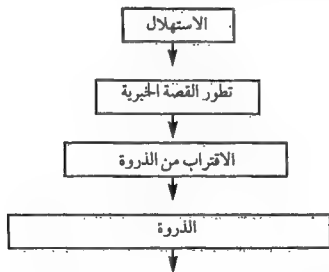 الاستهلال
تطور القصة الخبرية
الاقتراب من الذروة
الذروة